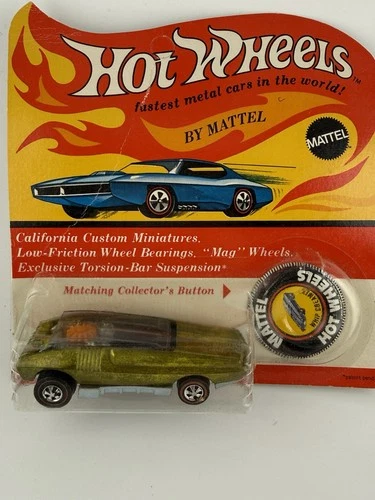 HOT WHEELS™
fastest metal cars in the world!
BY MATTEL
MATTEL
California Custom Miniatures.
Low-Friction Wheel Bearings. "Mag" Wheels.
Exclusive Torsion-Bar Suspension*
Matching Collector's Button
MATTEL
HOT WHEELS